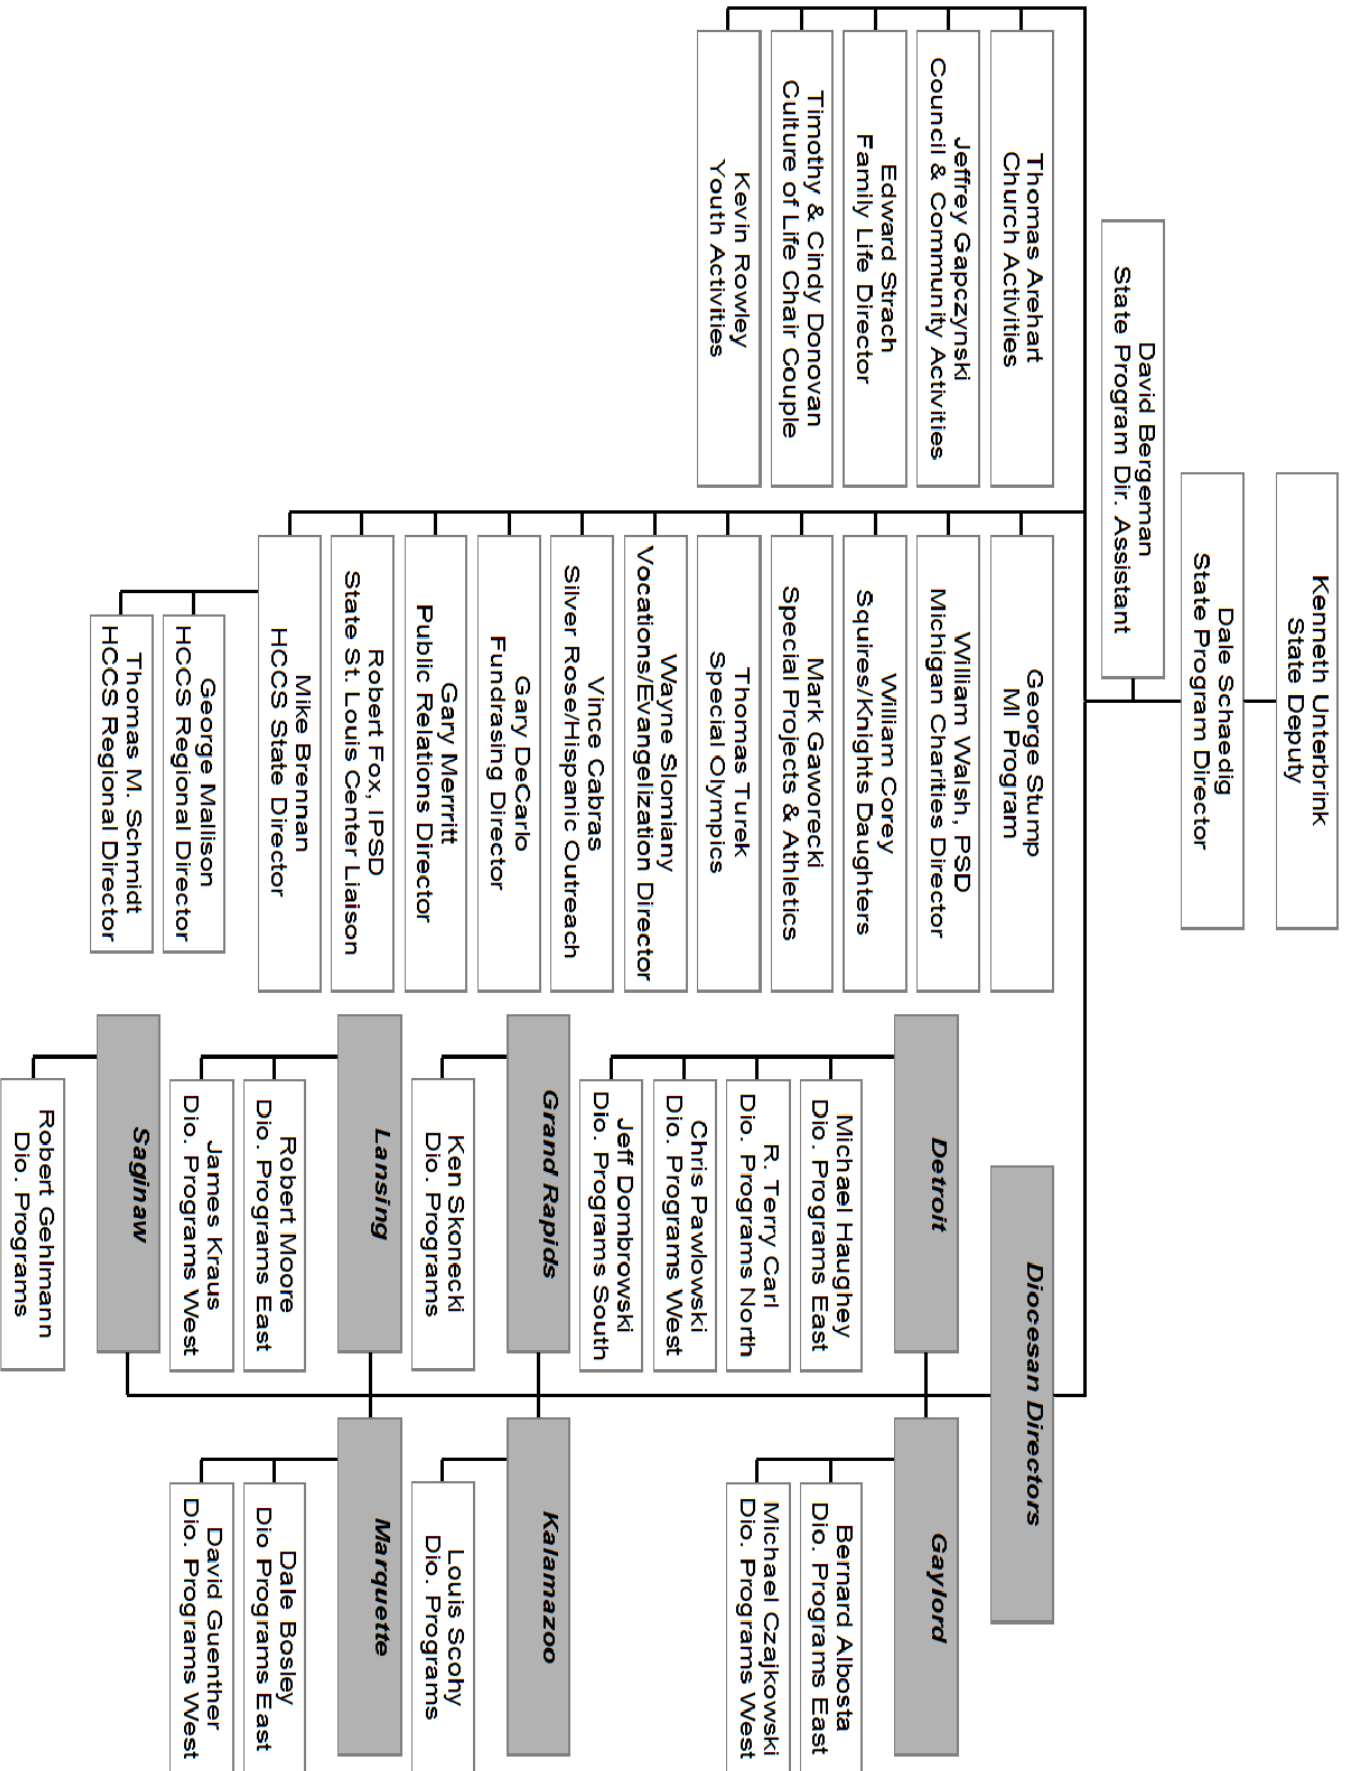 Kenneth Unterbrink
State Deputy
Dale Schaedig
State Program Director
David Bergeman
State Program Dir. Assistant
Thomas Arehart
Church Activities
Jeffrey Gapczynski
Council & Community Activities
Edward Strach
Family Life Director
Timothy & Cindy Donovan
Culture of Life Chair Couple
Kevin Rowley
Youth Activities
George Stump
MI Program
William Walsh, PSD
Michigan Charities Director
William Corey
Squires/Knights Daughters
Mark Gaworecki
Special Projects & Athletics
Thomas Turek
Special Olympics
Wayne Slomiany
Vocations/Evangelization Director
Vince Cabras
Silver Rose/Hispanic Outreach
Gary DeCarlo
Fundrasing Director
Gary Merrritt
Public Relations Director
Robert Fox, IPSD
State St. Louis Center Liaison
Mike Brennan
HCCS State Director
George Mallison
HCCS Regional Director
Thomas M. Schmidt
HCCS Regional Director
Diocesan Directors
Detroit
Michael Haughey
Dio. Programs East
R. Terry Carl
Dio. Programs North
Chris Pawlowski
Dio. Programs West
Jeff Dombrowski
Dio. Programs South
Gaylord
Bernard Albosta
Dio. Programs East
Michael Czajkowski
Dio. Programs West
Grand Rapids
Ken Skonecki
Dio. Programs
Kalamazoo
Louis Scohy
Dio. Programs
Lansing
Robert Moore
Dio. Programs East
James Kraus
Dio. Programs West
Marquette
Dale Bosley
Dio Programs East
David Guenther
Dio. Programs West
Saginaw
Robert Gehlmann
Dio. Programs